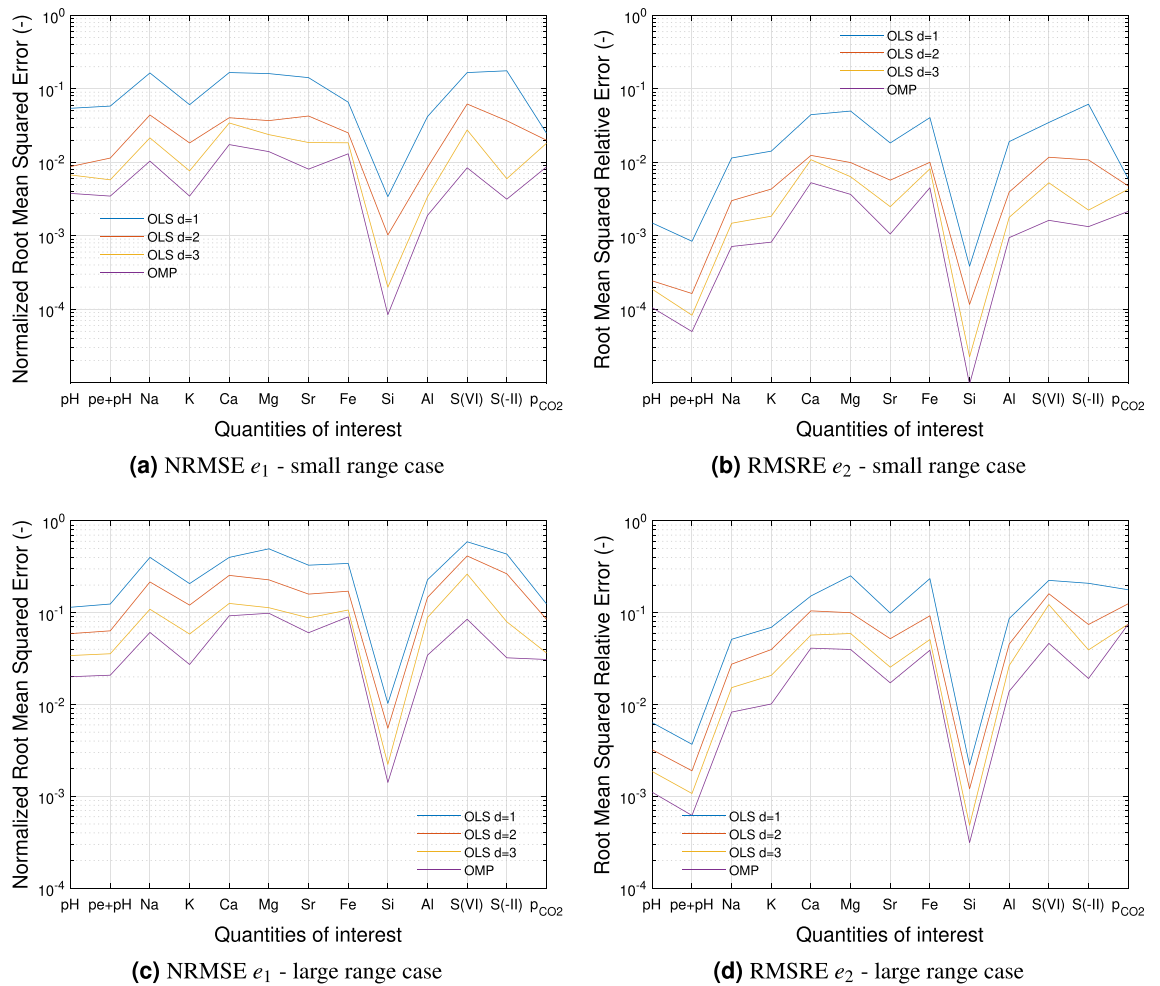 Normalized Root Mean Squared Error (-)
10^0
10^-1
10^-2
10^-3
10^-4
OLS d=1
OLS d=2
OLS d=3
OMP
pH pe+pH Na K Ca Mg Sr Fe Si Al S(VI) S(-II) p_CO2
Quantities of interest
(a) NRMSE e_1 - small range case
Root Mean Squared Relative Error (-)
10^0
10^-1
10^-2
10^-3
10^-4
OLS d=1
OLS d=2
OLS d=3
OMP
pH pe+pH Na K Ca Mg Sr Fe Si Al S(VI) S(-II) p_CO2
Quantities of interest
(b) RMSRE e_2 - small range case
Normalized Root Mean Squared Error (-)
10^0
10^-1
10^-2
10^-3
10^-4
OLS d=1
OLS d=2
OLS d=3
OMP
pH pe+pH Na K Ca Mg Sr Fe Si Al S(VI) S(-II) p_CO2
Quantities of interest
(c) NRMSE e_1 - large range case
Root Mean Squared Relative Error (-)
10^0
10^-1
10^-2
10^-3
10^-4
OLS d=1
OLS d=2
OLS d=3
OMP
pH pe+pH Na K Ca Mg Sr Fe Si Al S(VI) S(-II) p_CO2
Quantities of interest
(d) RMSRE e_2 - large range case